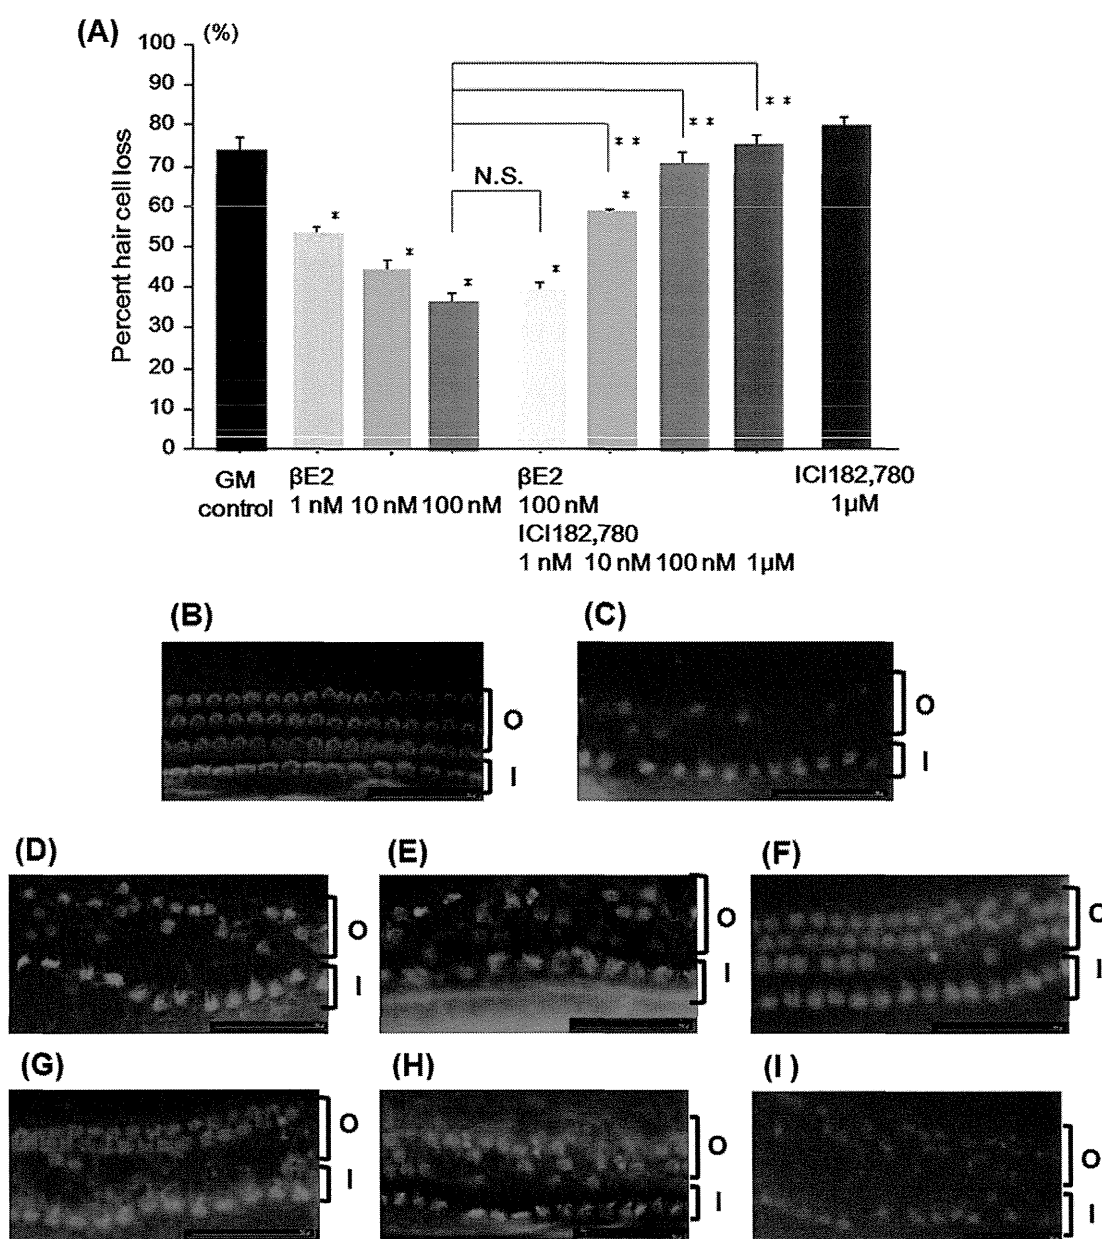 (A)
(%)
100
90
80
70
60
50
40
30
20
10
0
Percent hair cell loss
**
**
**
N.S.
*
*
*
*
*
GM
control
βE2
1 nM 10 nM 100 nM
βE2
100 nM
ICI182,780
1 nM 10 nM 100 nM 1μM
ICI182,780
1μM
(B)
O
I
(C)
O
I
(D)
O
I
(E)
O
I
(F)
O
I
(G)
O
I
(H)
O
I
(I)
O
I